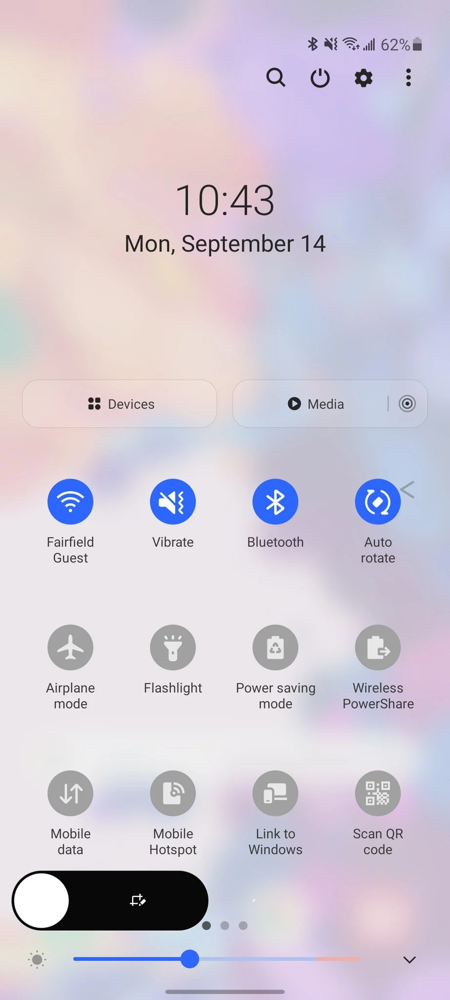 62%
10:43
Mon, September 14
Devices
Media
Fairfield
Guest
Vibrate
Bluetooth
Auto
rotate
Airplane
mode
Flashlight
Power saving
mode
Wireless
PowerShare
Mobile
data
Mobile
Hotspot
Link to
Windows
Scan QR
code
#